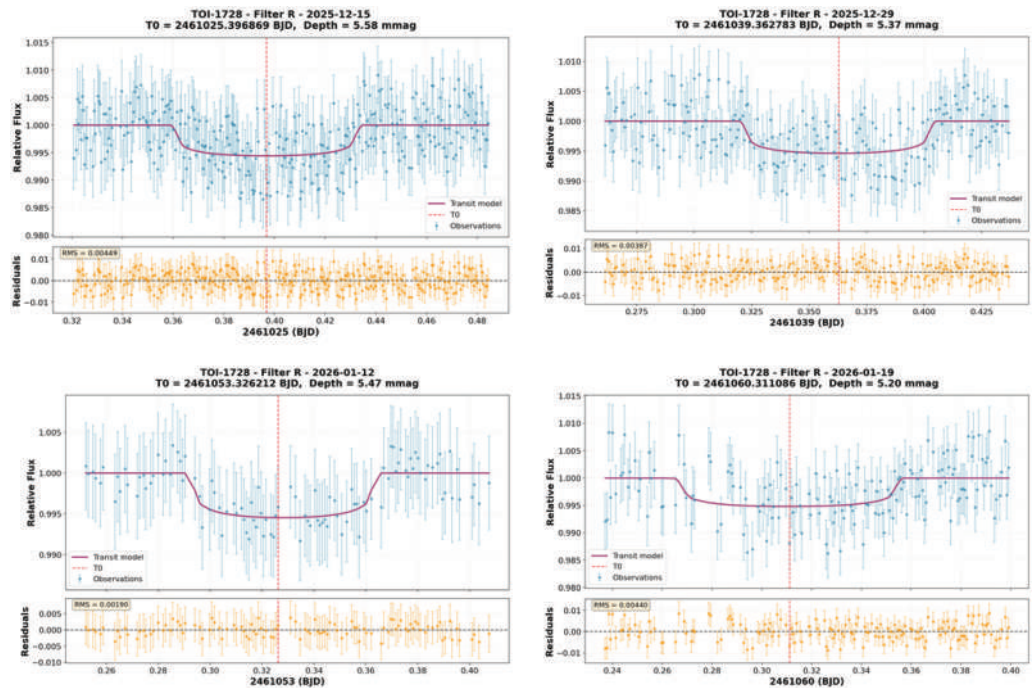 TOI-1728 - Filter R - 2025-12-15
T0 = 2461025.396869 BJD, Depth = 5.58 mmag
1.015
1.010
1.005
1.000
0.995
0.990
0.985
0.980
Relative Flux
Transit model
T0
Observations
RMS = 0.00449
0.01
0.00
−0.01
Residuals
0.32 0.34 0.36 0.38 0.40 0.42 0.44 0.46 0.48
2461025 (BJD)
TOI-1728 - Filter R - 2025-12-29
T0 = 2461039.362783 BJD, Depth = 5.37 mmag
1.010
1.005
1.000
0.995
0.990
0.985
Relative Flux
Transit model
T0
Observations
0.01
0.00
−0.01
Residuals
0.275 0.300 0.325 0.350 0.375 0.400 0.425
2461039 (BJD)
TOI-1728 - Filter R - 2026-01-12
T0 = 2461053.326212 BJD, Depth = 5.47 mmag
1.005
1.000
0.995
0.990
Relative Flux
Transit model
T0
Observations
RMS = 0.00190
0.005
0.000
−0.005
−0.010
Residuals
0.26 0.28 0.30 0.32 0.34 0.36 0.38 0.40
2461053 (BJD)
TOI-1728 - Filter R - 2026-01-19
T0 = 2461060.311086 BJD, Depth = 5.20 mmag
1.015
1.010
1.005
1.000
0.995
0.990
0.985
0.980
Relative Flux
Transit model
T0
Observations
RMS = 0.00440
0.01
0.00
−0.01
Residuals
0.24 0.26 0.28 0.30 0.32 0.34 0.36 0.38 0.40
2461060 (BJD)